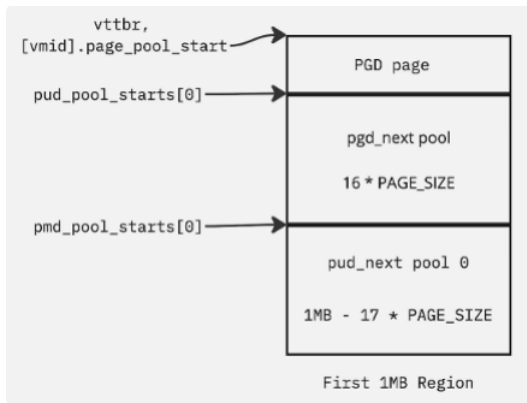 vttbr,
[vmid].page_pool_start
PGD page
pud_pool_starts[0]
pgd_next pool
16 * PAGE_SIZE
pmd_pool_starts[0]
pud_next pool 0
1MB - 17 * PAGE_SIZE
First 1MB Region